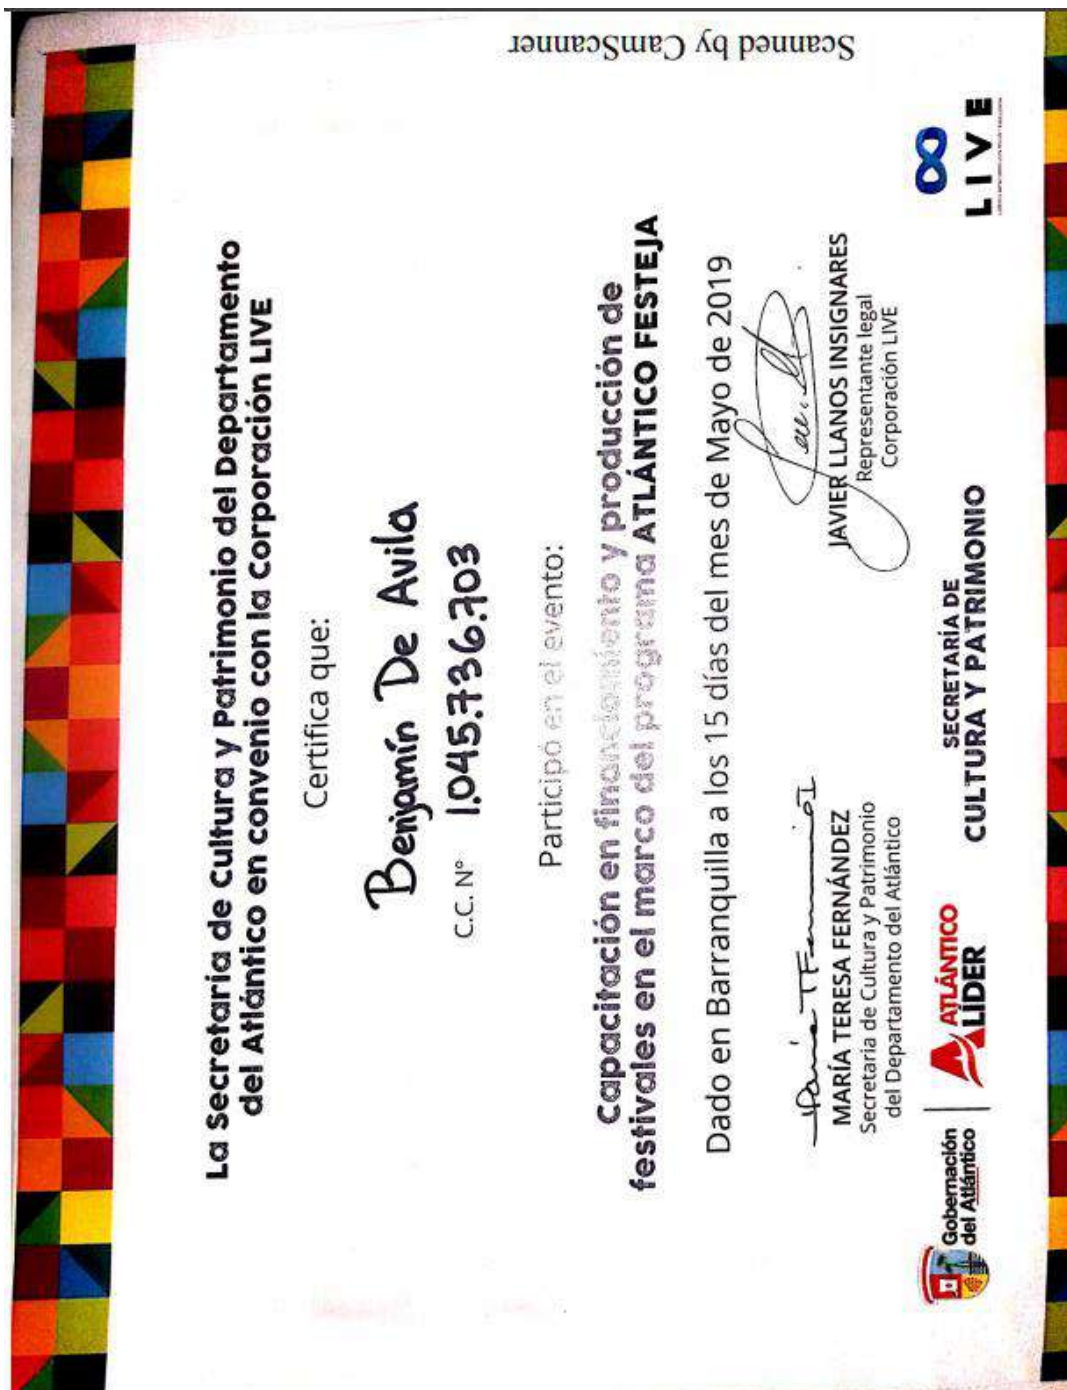 La Secretaria de Cultura y Patrimonio del Departamento
del Atlántico en convenio con la Corporación LIVE
Certifica que:
Benjamín De Avila
C.C. N° 1.045.736.703
Participó en el evento:
Capacitación en financiamiento y producción de
festivales en el marco del programa ATLÁNTICO FESTEJA
Dado en Barranquilla a los 15 días del mes de Mayo de 2019
MARÍA TERESA FERNÁNDEZ
Secretaria de Cultura y Patrimonio
del Departamento del Atlántico
JAVIER LLANOS INSIGNARES
Representante legal
Corporación LIVE
Gobernación
del Atlántico
ATLÁNTICO
LÍDER
SECRETARÍA DE
CULTURA Y PATRIMONIO
LIVE
Scanned by CamScanner